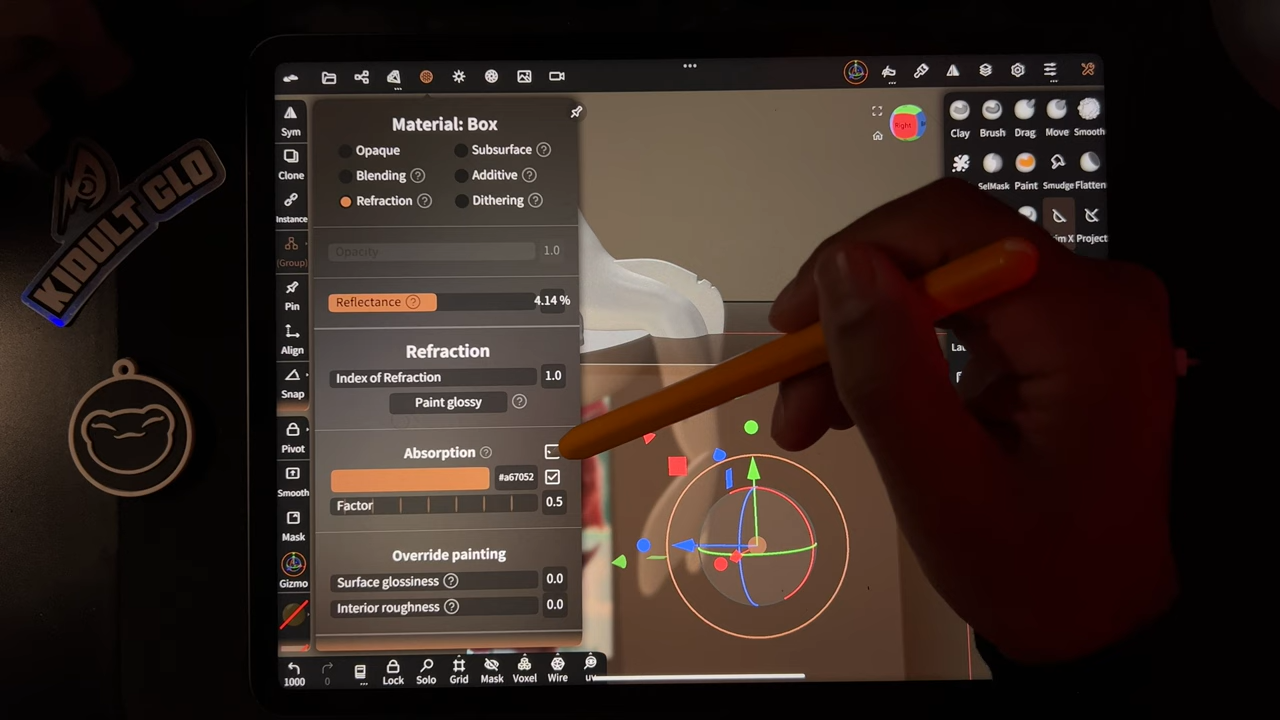 KIDULT CLO
Sym
Clone
Instance
(Group)
Pin
Align
Snap
Pivot
Smooth
Mask
Gizmo
Material: Box
Opaque
Subsurface ?
Blending ?
Additive ?
Refraction ?
Dithering ?
Opacity 1.0
Reflectance ? 4.14 %
Refraction
Index of Refraction 1.0
Paint glossy ?
Absorption ?
#a67052
Factor 0.5
Override painting
Surface glossiness ? 0.0
Interior roughness ? 0.0
Right
Clay Brush Drag Move Smooth
SelMask Paint Smudge Flatten
Project
1000 0 Lock Solo Grid Mask Voxel Wire